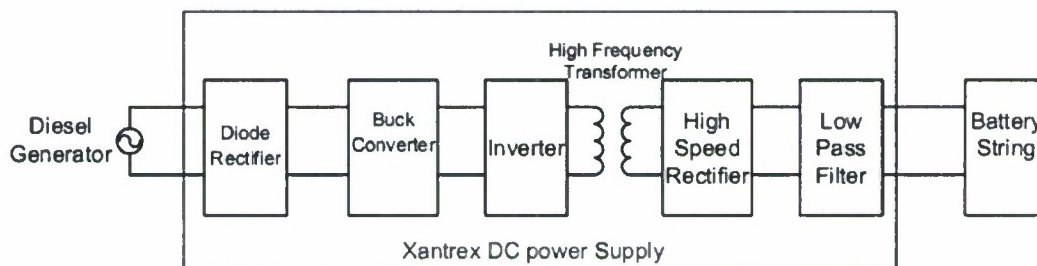 High Frequency
Transformer
Diesel
Generator
Diode
Rectifier
Buck
Converter
Inverter
High
Speed
Rectifier
Low
Pass
Filter
Battery
String
Xantrex DC power Supply